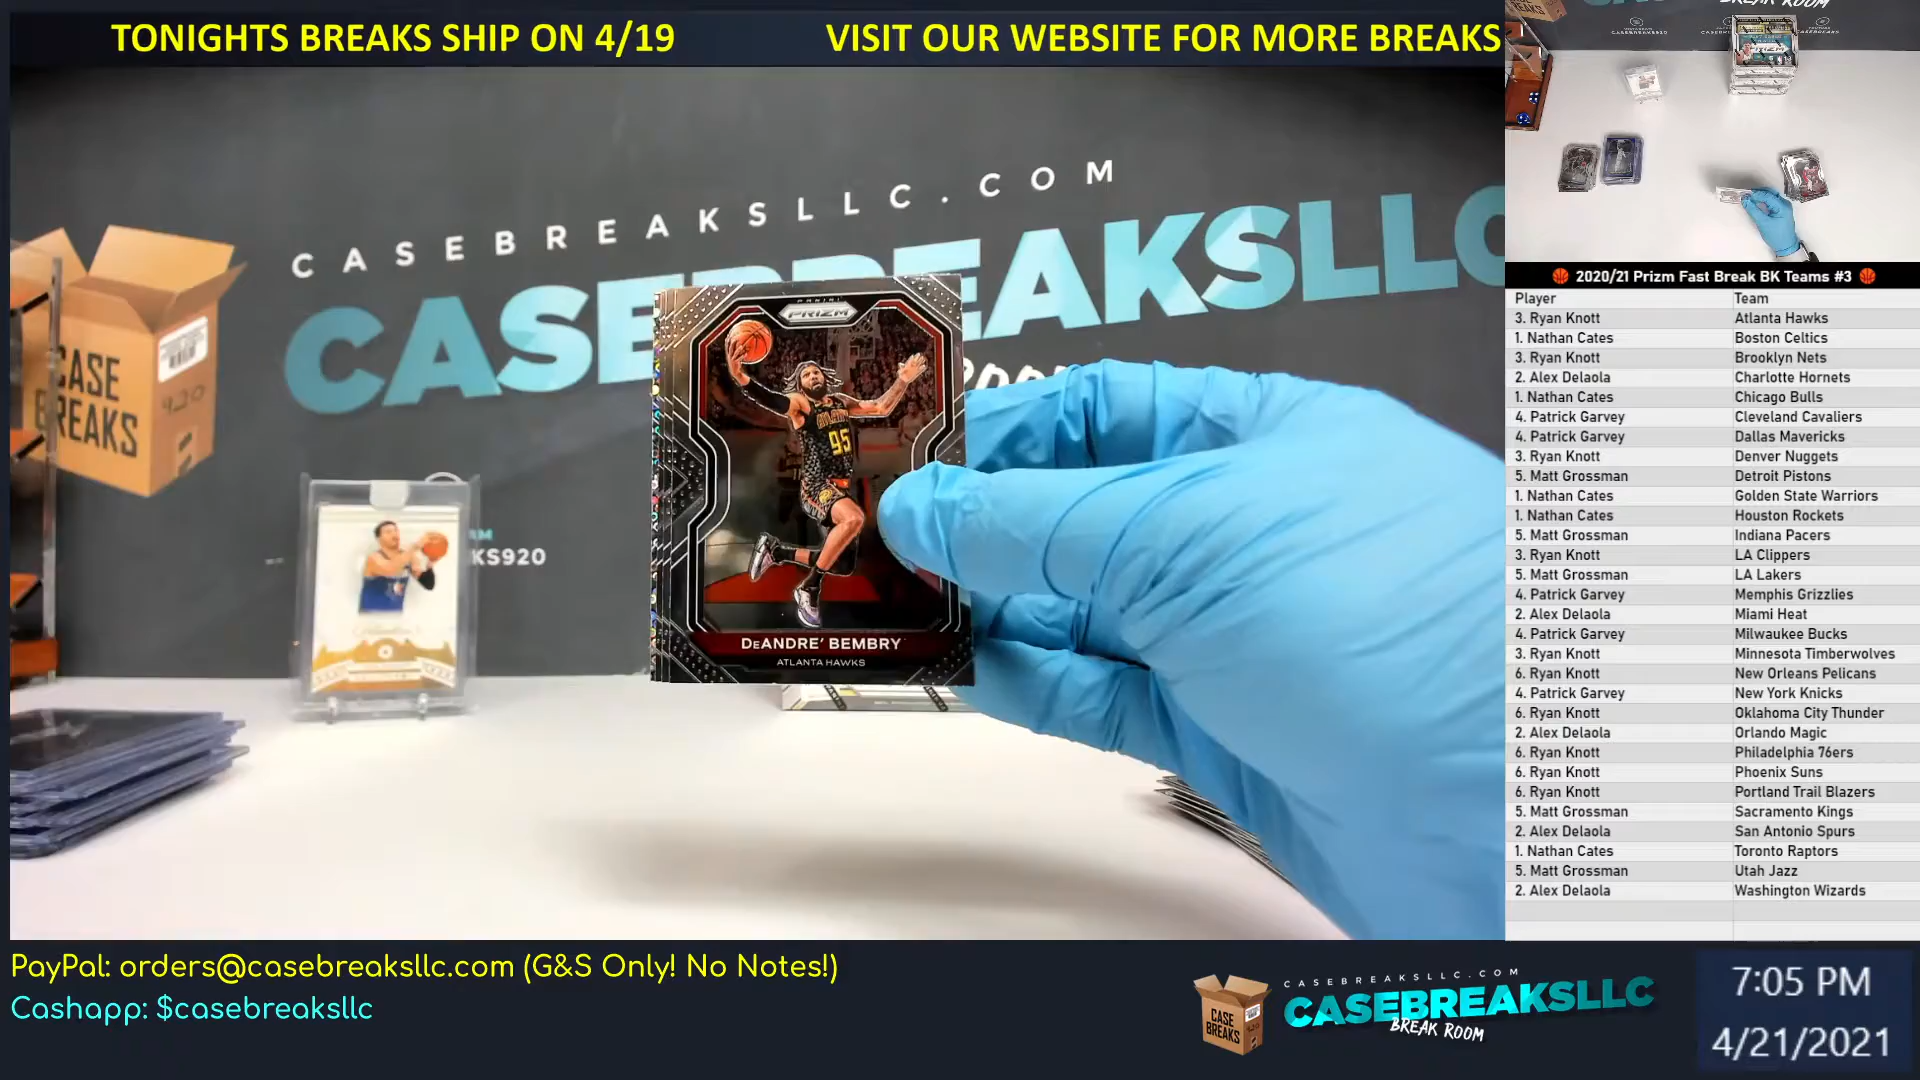 TONIGHTS BREAKS SHIP ON 4/19
VISIT OUR WEBSITE FOR MORE BREAKS
CASEBREAKSLLC.COM
CASEBREAKSLLC
CASE
BREAKS
920
KS920
PANINI
PRIZM
95
DEANDRE' BEMBRY
ATLANTA HAWKS
BREAK ROOM
2020/21 Prizm Fast Break BK Teams #3
Player Team
3. Ryan Knott Atlanta Hawks
1. Nathan Cates Boston Celtics
3. Ryan Knott Brooklyn Nets
2. Alex Delaola Charlotte Hornets
1. Nathan Cates Chicago Bulls
4. Patrick Garvey Cleveland Cavaliers
4. Patrick Garvey Dallas Mavericks
3. Ryan Knott Denver Nuggets
5. Matt Grossman Detroit Pistons
1. Nathan Cates Golden State Warriors
1. Nathan Cates Houston Rockets
5. Matt Grossman Indiana Pacers
3. Ryan Knott LA Clippers
5. Matt Grossman LA Lakers
4. Patrick Garvey Memphis Grizzlies
2. Alex Delaola Miami Heat
4. Patrick Garvey Milwaukee Bucks
3. Ryan Knott Minnesota Timberwolves
6. Ryan Knott New Orleans Pelicans
4. Patrick Garvey New York Knicks
6. Ryan Knott Oklahoma City Thunder
2. Alex Delaola Orlando Magic
6. Ryan Knott Philadelphia 76ers
6. Ryan Knott Phoenix Suns
6. Ryan Knott Portland Trail Blazers
5. Matt Grossman Sacramento Kings
2. Alex Delaola San Antonio Spurs
1. Nathan Cates Toronto Raptors
5. Matt Grossman Utah Jazz
2. Alex Delaola Washington Wizards
PayPal: orders@casebreaksllc.com (G&S Only! No Notes!)
Cashapp: $casebreaksllc
CASE
BREAKS
CASEBREAKSLLC.COM
CASEBREAKSLLC
BREAK ROOM
7:05 PM
4/21/2021